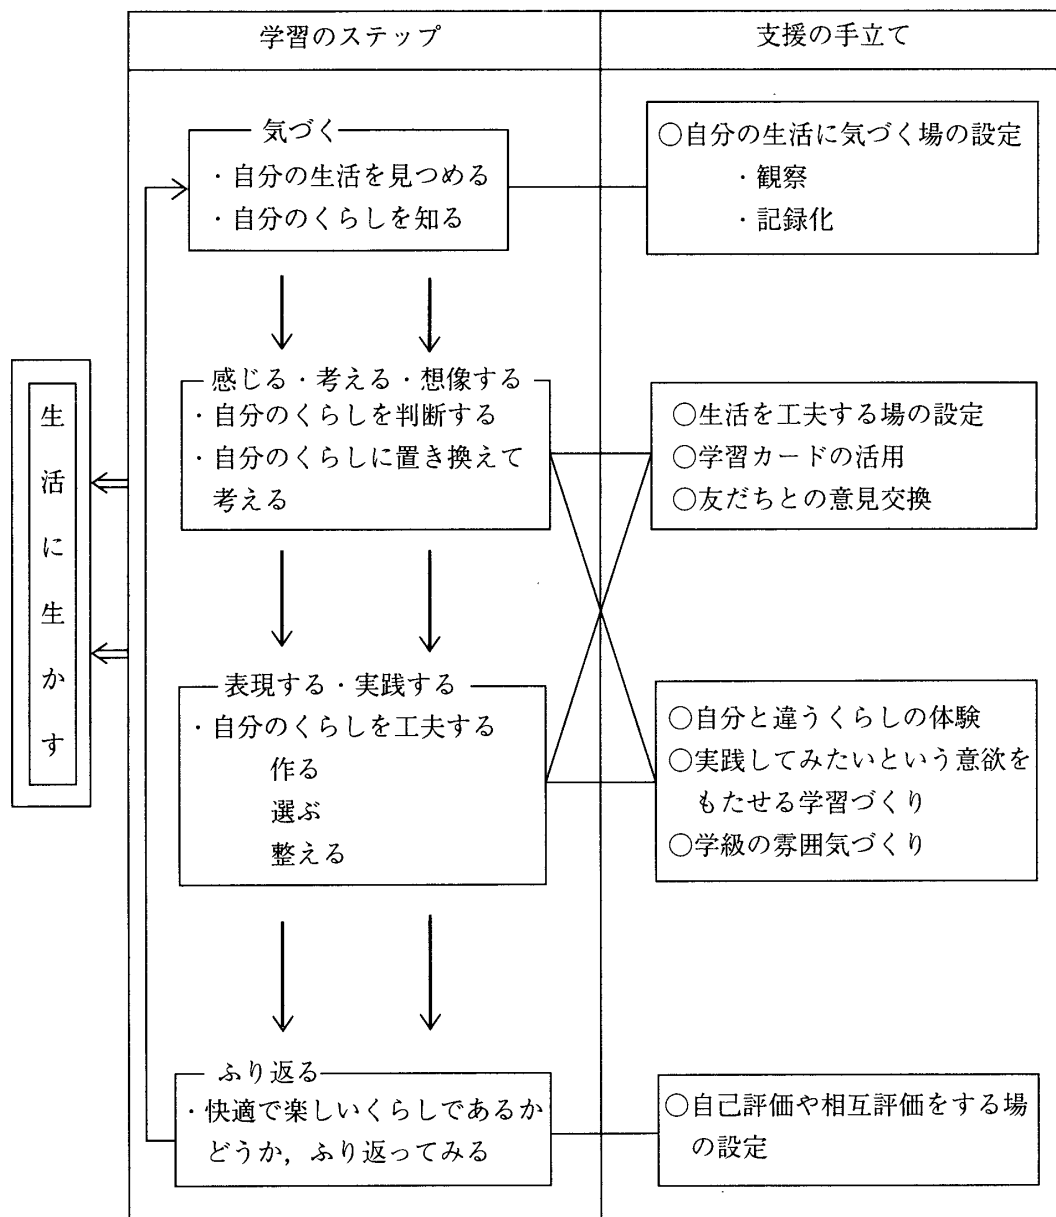 学習のステップ
支援の手立て
気づく
・自分の生活を見つめる
・自分のくらしを知る
○自分の生活に気づく場の設定
・観察
・記録化
生活に生かす
感じる・考える・想像する
・自分のくらしを判断する
・自分のくらしに置き換えて
考える
○生活を工夫する場の設定
○学習カードの活用
○友だちとの意見交換
表現する・実践する
・自分のくらしを工夫する
作る
選ぶ
整える
○自分と違うくらしの体験
○実践してみたいという意欲を
もたせる学習づくり
○学級の雰囲気づくり
ふり返る
・快適で楽しいくらしであるか
どうか，ふり返ってみる
○自己評価や相互評価をする場
の設定